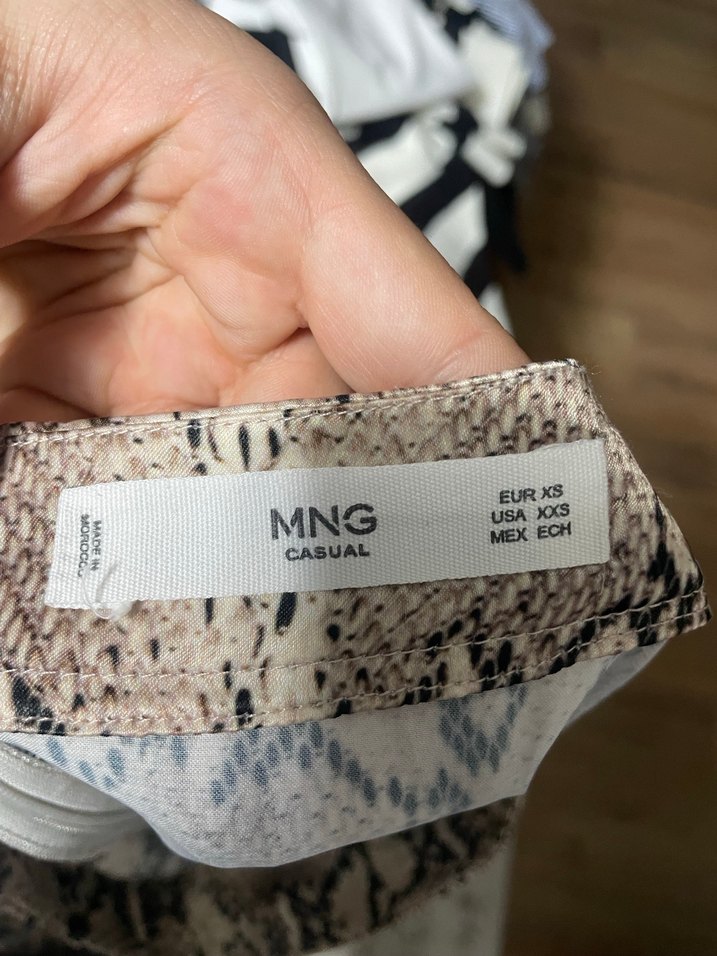 MADE IN
MOROCCO
MNG
CASUAL
EUR XS
USA XXS
MEX ECH